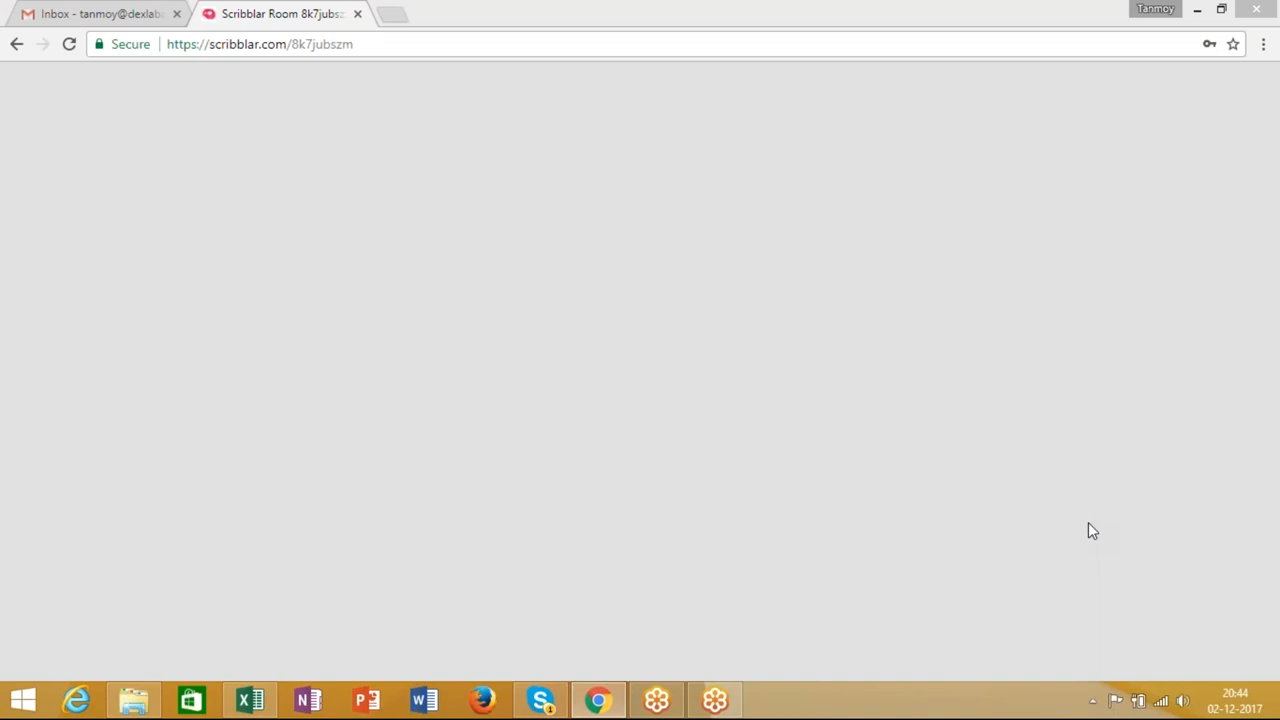 Inbox - tanmoy@dexlab
Scribblar Room 8k7jubsz
Tanmoy
Secure
https://scribblar.com/8k7jubszm
20:44
02-12-2017